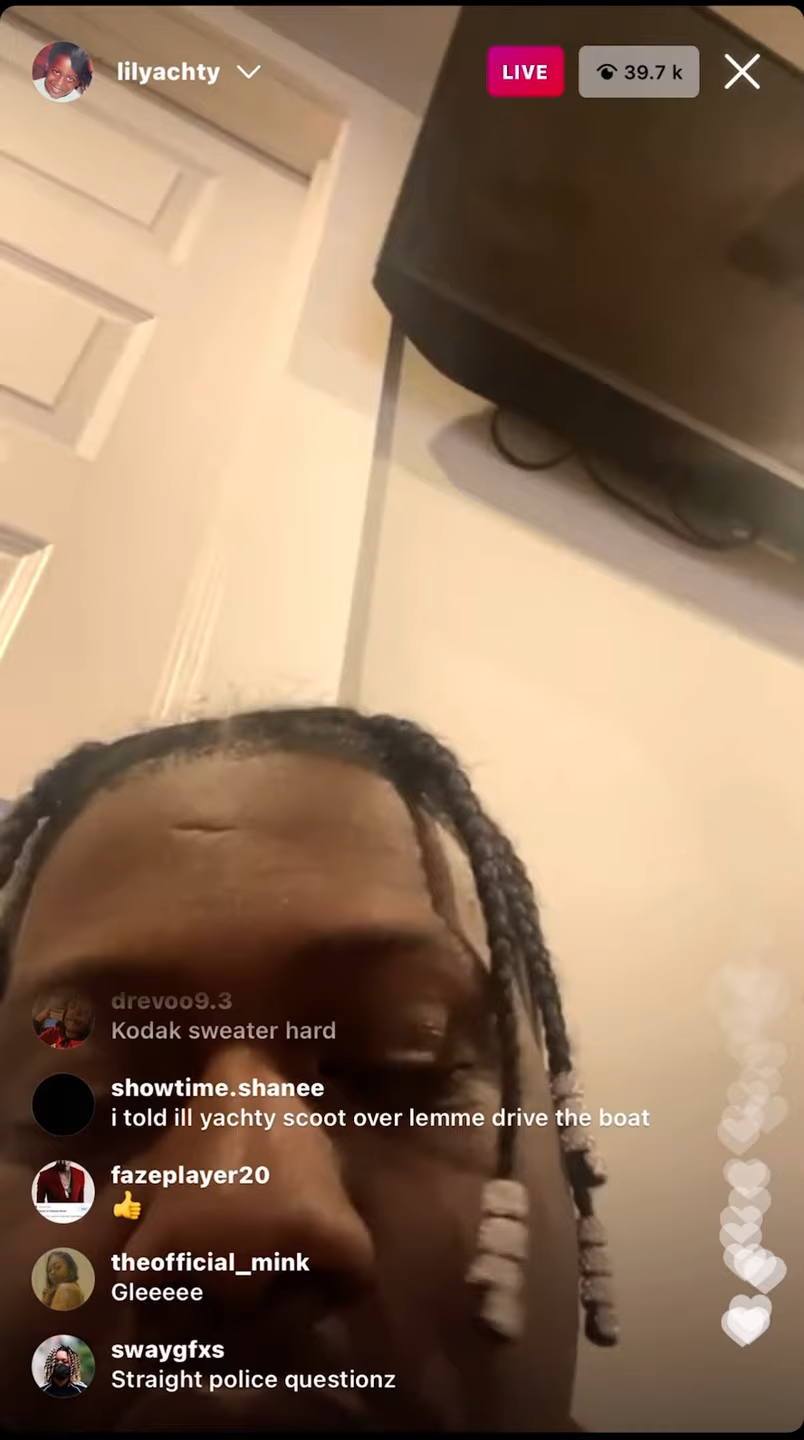 lilyachty
LIVE
39.7 k
drevoo9.3
Kodak sweater hard
showtime.shanee
i told ill yachty scoot over lemme drive the boat
fazeplayer20
👍
theofficial_mink
Gleeeee
swaygfxs
Straight police questionz